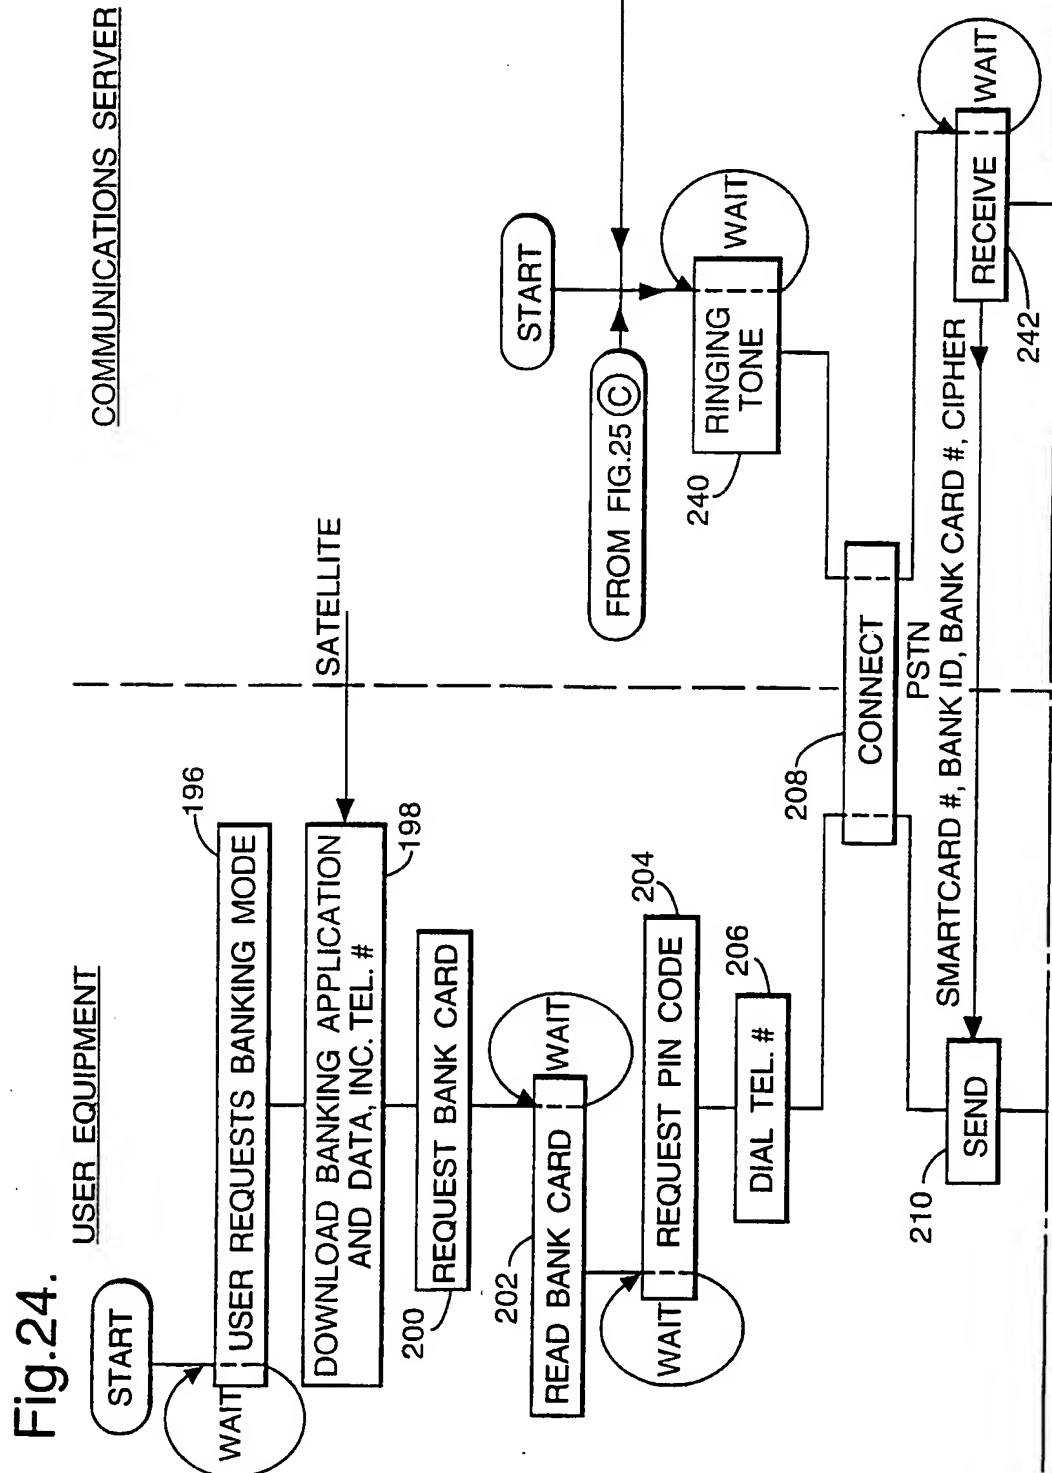 Fig.24.
USER EQUIPMENT
COMMUNICATIONS SERVER
START
WAIT
USER REQUESTS BANKING MODE
196
SATELLITE
DOWNLOAD BANKING APPLICATION
AND DATA, INC. TEL. #
198
REQUEST BANK CARD
200
READ BANK CARD
202
WAIT
WAIT
REQUEST PIN CODE
204
DIAL TEL. #
206
START
FROM FIG.25 C
RINGING
TONE
WAIT
240
CONNECT
208
PSTN
SMARTCARD #, BANK ID, BANK CARD #, CIPHER
SEND
210
RECEIVE
WAIT
242